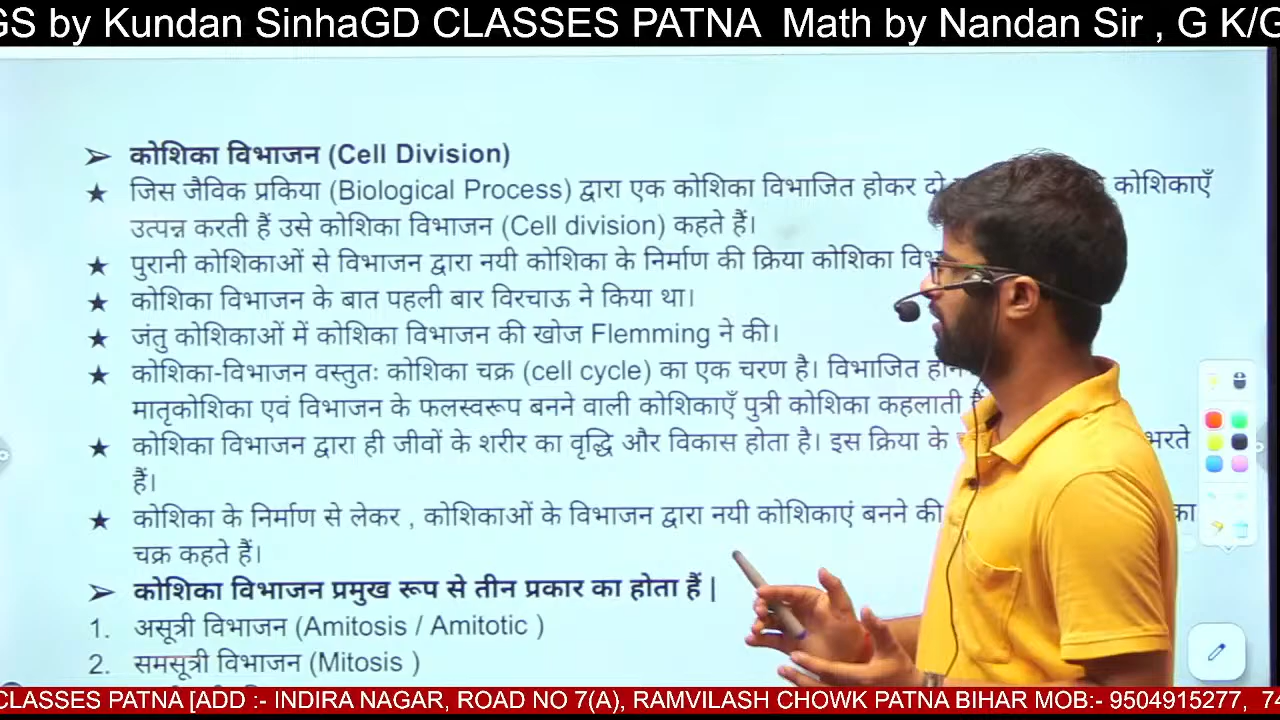 GS by Kundan SinhaGD CLASSES PATNA Math by Nandan Sir , G K/G
➢ कोशिका विभाजन (Cell Division)
★ जिस जैविक प्रकिया (Biological Process) द्वारा एक कोशिका विभाजित होकर दो कोशिकाएँ
उत्पन्न करती हैं उसे कोशिका विभाजन (Cell division) कहते हैं।
★ पुरानी कोशिकाओं से विभाजन द्वारा नयी कोशिका के निर्माण की क्रिया कोशिका
★ कोशिका विभाजन के बात पहली बार विरचाऊ ने किया था।
★ जंतु कोशिकाओं में कोशिका विभाजन की खोज Flemming ने की।
★ कोशिका-विभाजन वस्तुतः कोशिका चक्र (cell cycle) का एक चरण है। विभाजित
मातृकोशिका एवं विभाजन के फलस्वरूप बनने वाली कोशिकाएँ पुत्री कोशिका कहलाती हैं
★ कोशिका विभाजन द्वारा ही जीवों के शरीर का वृद्धि और विकास होता है। इस क्रिया के भरते
हैं।
★ कोशिका के निर्माण से लेकर , कोशिकाओं के विभाजन द्वारा नयी कोशिकाएं बनने की का
चक्र कहते हैं।
➢ कोशिका विभाजन प्रमुख रूप से तीन प्रकार का होता हैं |
1. असूत्री विभाजन (Amitosis / Amitotic )
2. समसूत्री विभाजन (Mitosis )
CLASSES PATNA [ADD :- INDIRA NAGAR, ROAD NO 7(A), RAMVILASH CHOWK PATNA BIHAR MOB:- 9504915277, 7